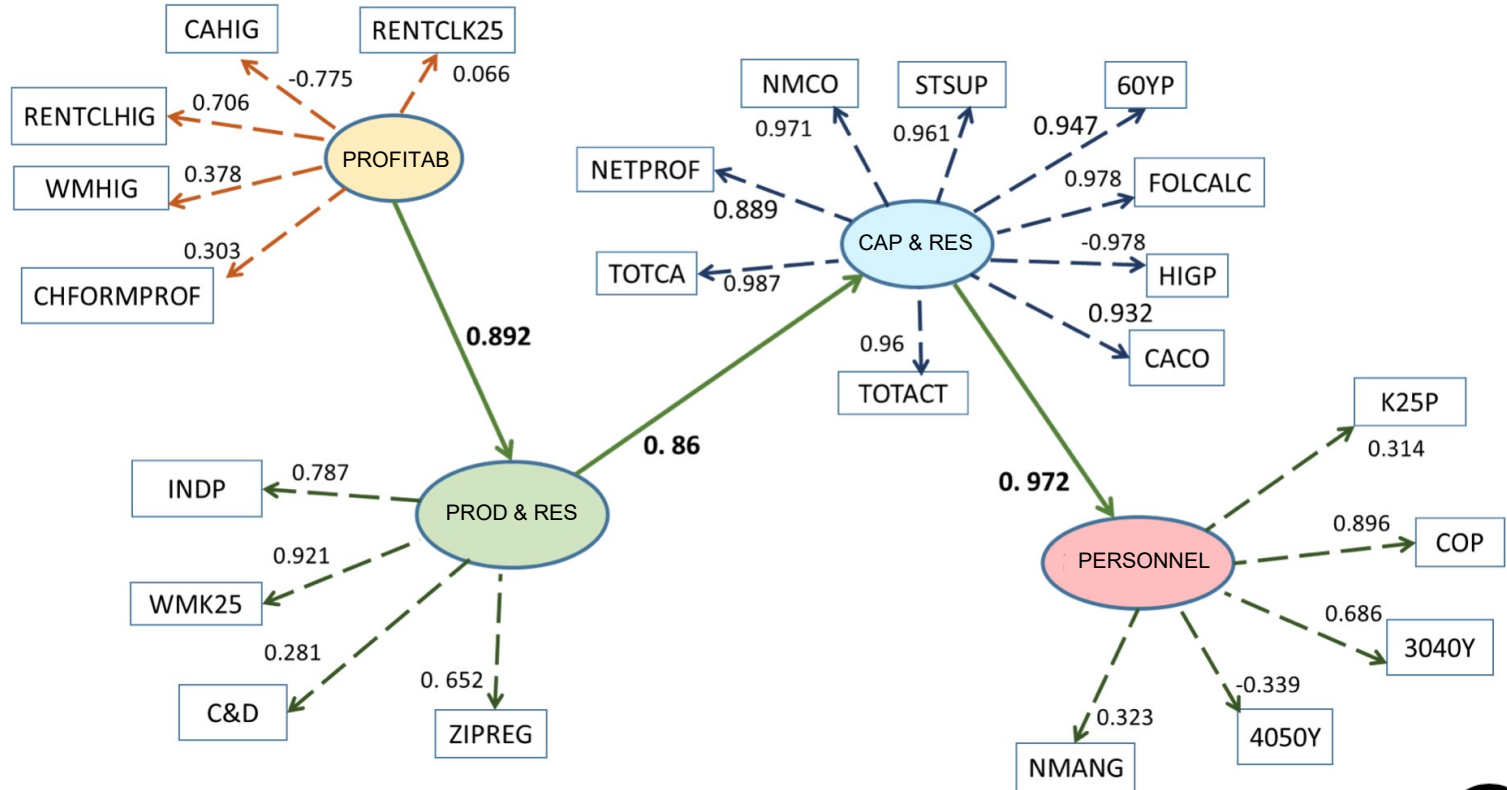 CAHIG
RENTCLK25
-0.775
0.066
RENTCLHIG
0.706
PROFITAB
WMHIG
0.378
0.303
CHFORMPROF
0.892
NMCO
STSUP
60YP
0.971
0.961
0.947
NETPROF
0.889
0.978
FOLCALC
CAP & RES
-0.978
HIGP
TOTCA
0.987
0.932
CACO
0.96
TOTACT
0. 86
0. 972
INDP
0.787
PROD & RES
0.921
WMK25
0.281
C&D
0. 652
ZIPREG
K25P
0.314
0.896
COP
PERSONNEL
0.686
3040Y
-0.339
4050Y
0.323
NMANG